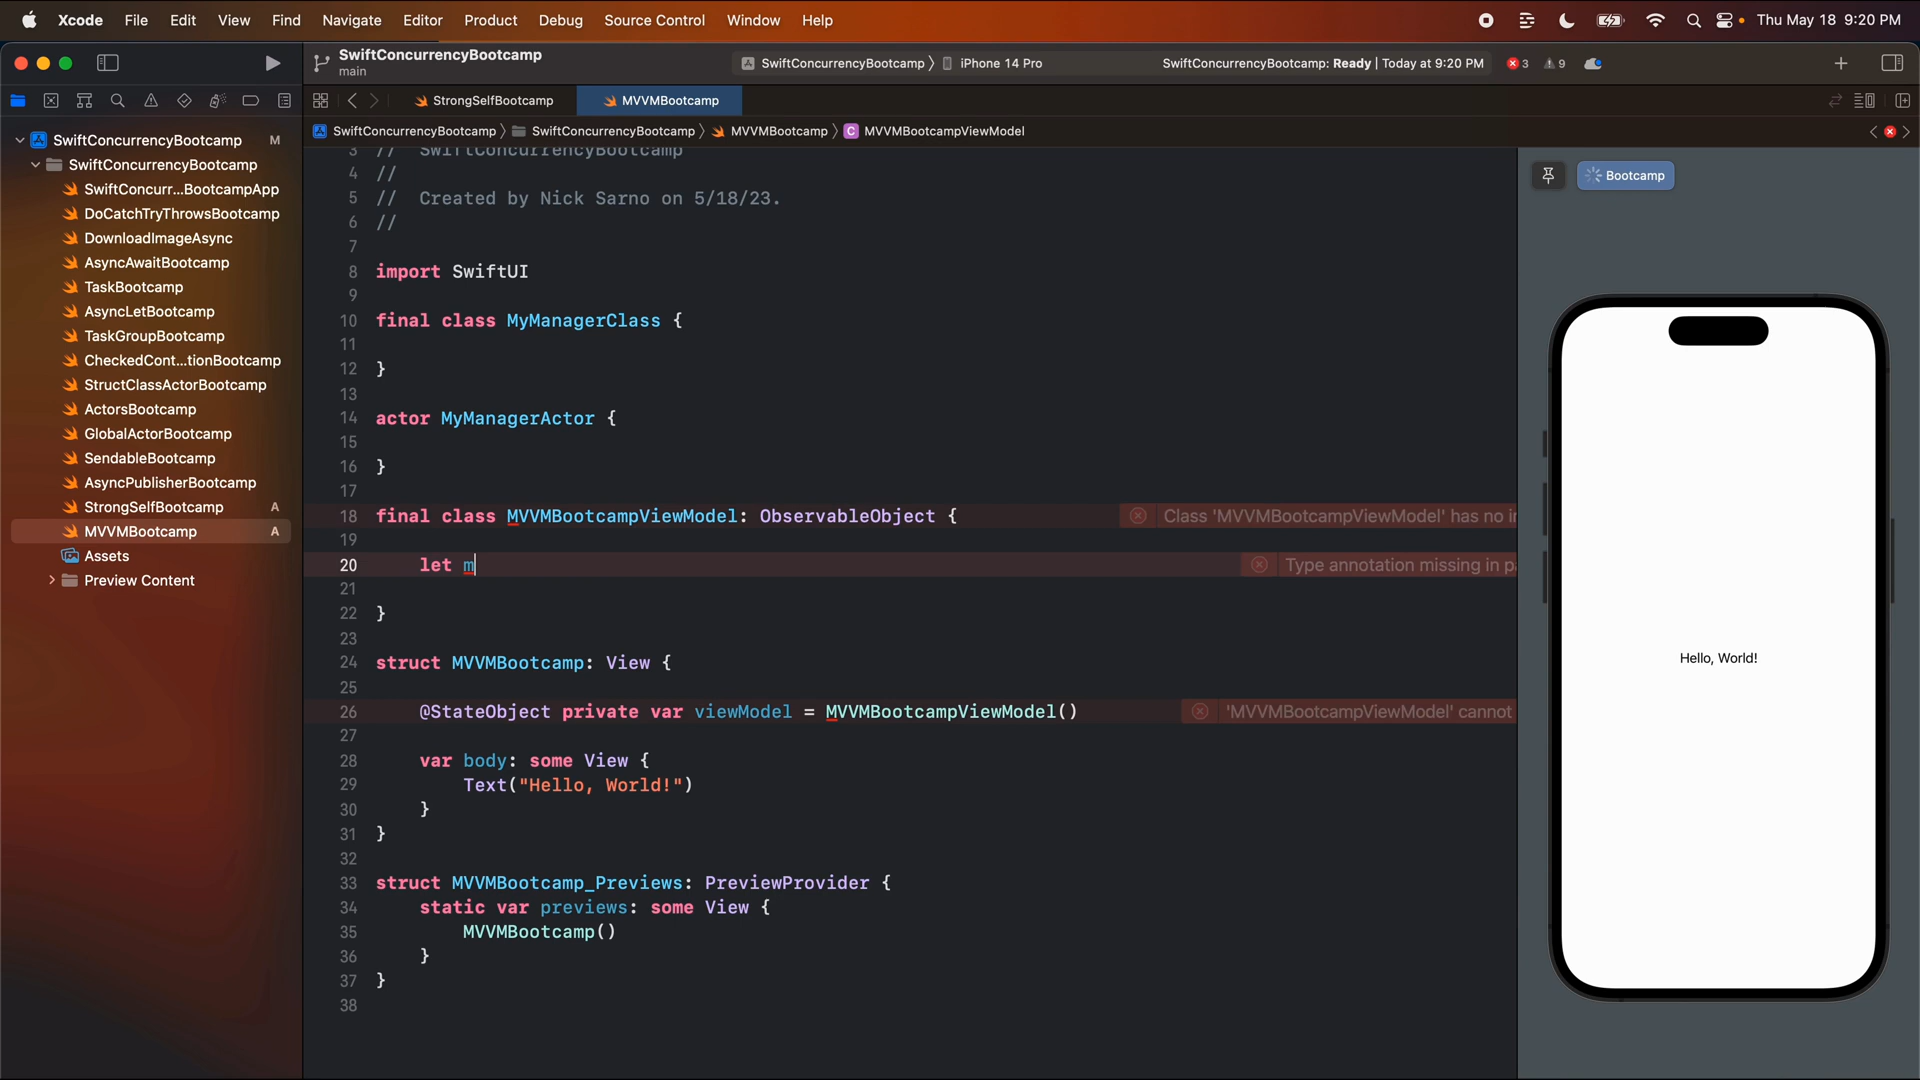 Xcode File Edit View Find Navigate Editor Product Debug Source Control Window Help Thu May 18 9:20 PM
SwiftConcurrencyBootcamp
main
SwiftConcurrencyBootcamp 〉 iPhone 14 Pro
SwiftConcurrencyBootcamp: Ready | Today at 9:20 PM
3 9
StrongSelfBootcamp
MVVMBootcamp
SwiftConcurrencyBootcamp 〉 SwiftConcurrencyBootcamp 〉 MVVMBootcamp 〉 C MVVMBootcampViewModel
SwiftConcurrencyBootcamp M
SwiftConcurrencyBootcamp
SwiftConcurr...BootcampApp
DoCatchTryThrowsBootcamp
DownloadImageAsync
AsyncAwaitBootcamp
TaskBootcamp
AsyncLetBootcamp
TaskGroupBootcamp
CheckedCont...tionBootcamp
StructClassActorBootcamp
ActorsBootcamp
GlobalActorBootcamp
SendableBootcamp
AsyncPublisherBootcamp
StrongSelfBootcamp A
MVVMBootcamp A
Assets
Preview Content
3 // SwiftConcurrencyBootcamp
4 //
5 // Created by Nick Sarno on 5/18/23.
6 //
7
8 import SwiftUI
9
10 final class MyManagerClass {
11
12 }
13
14 actor MyManagerActor {
15
16 }
17
18 final class MVVMBootcampViewModel: ObservableObject { Class 'MVVMBootcampViewModel' has no in
19
20 let m Type annotation missing in pa
21
22 }
23
24 struct MVVMBootcamp: View {
25
26 @StateObject private var viewModel = MVVMBootcampViewModel() 'MVVMBootcampViewModel' cannot
27
28 var body: some View {
29 Text("Hello, World!")
30 }
31 }
32
33 struct MVVMBootcamp_Previews: PreviewProvider {
34 static var previews: some View {
35 MVVMBootcamp()
36 }
37 }
38
Bootcamp
Hello, World!